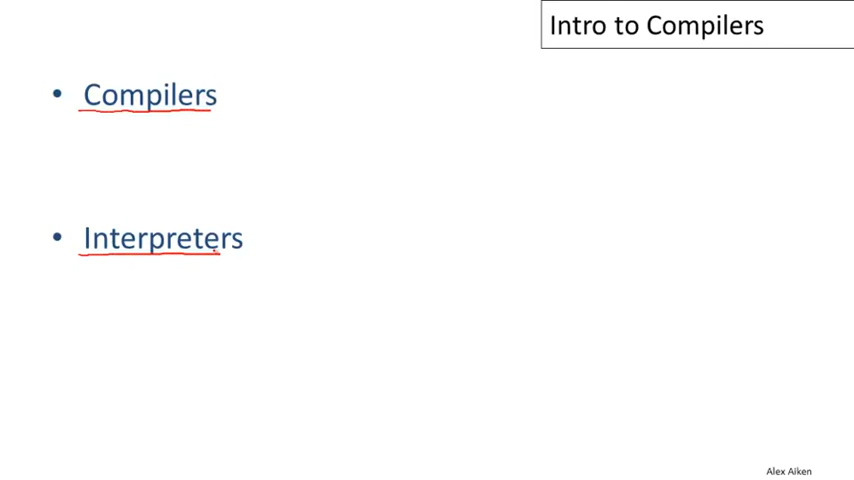 Intro to Compilers
• Compilers
• Interpreters
Alex Aiken